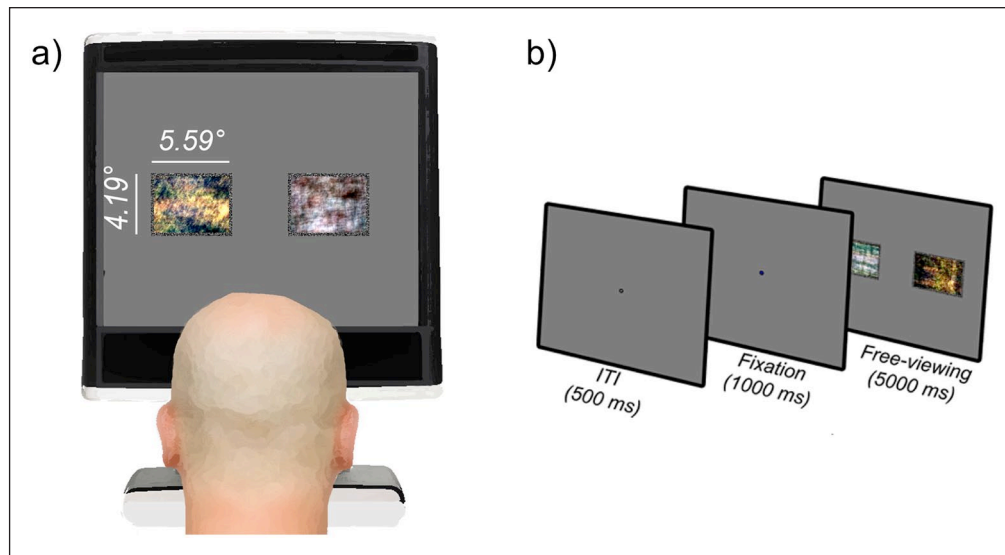 a)
5.59°
4.19°
b)
ITI
(500 ms)
Fixation
(1000 ms)
Free-viewing
(5000 ms)